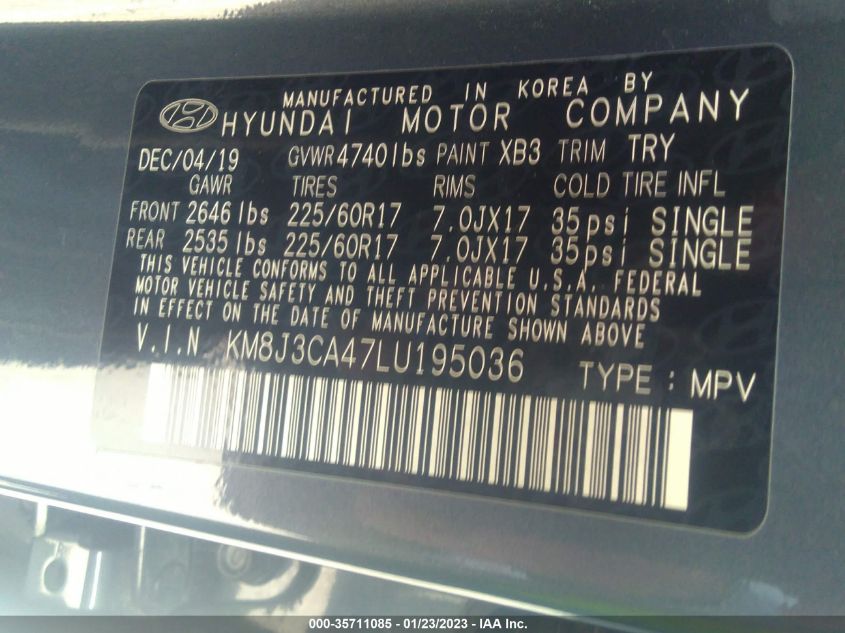 MANUFACTURED IN KOREA BY
HYUNDAI MOTOR COMPANY
DEC/04/19 GVWR 4740lbs PAINT XB3 TRIM TRY
GAWR TIRES RIMS COLD TIRE INFL
FRONT 2646 lbs 225/60R17 7.0JX17 35psi SINGLE
REAR 2535 lbs 225/60R17 7.0JX17 35psi SINGLE
THIS VEHICLE CONFORMS TO ALL APPLICABLE U.S.A. FEDERAL
MOTOR VEHICLE SAFETY AND THEFT PREVENTION STANDARDS
IN EFFECT ON THE DATE OF MANUFACTURE SHOWN ABOVE
V.I.N KM8J3CA47LU195036 TYPE : MPV
000-35711085 - 01/23/2023 - IAA Inc.